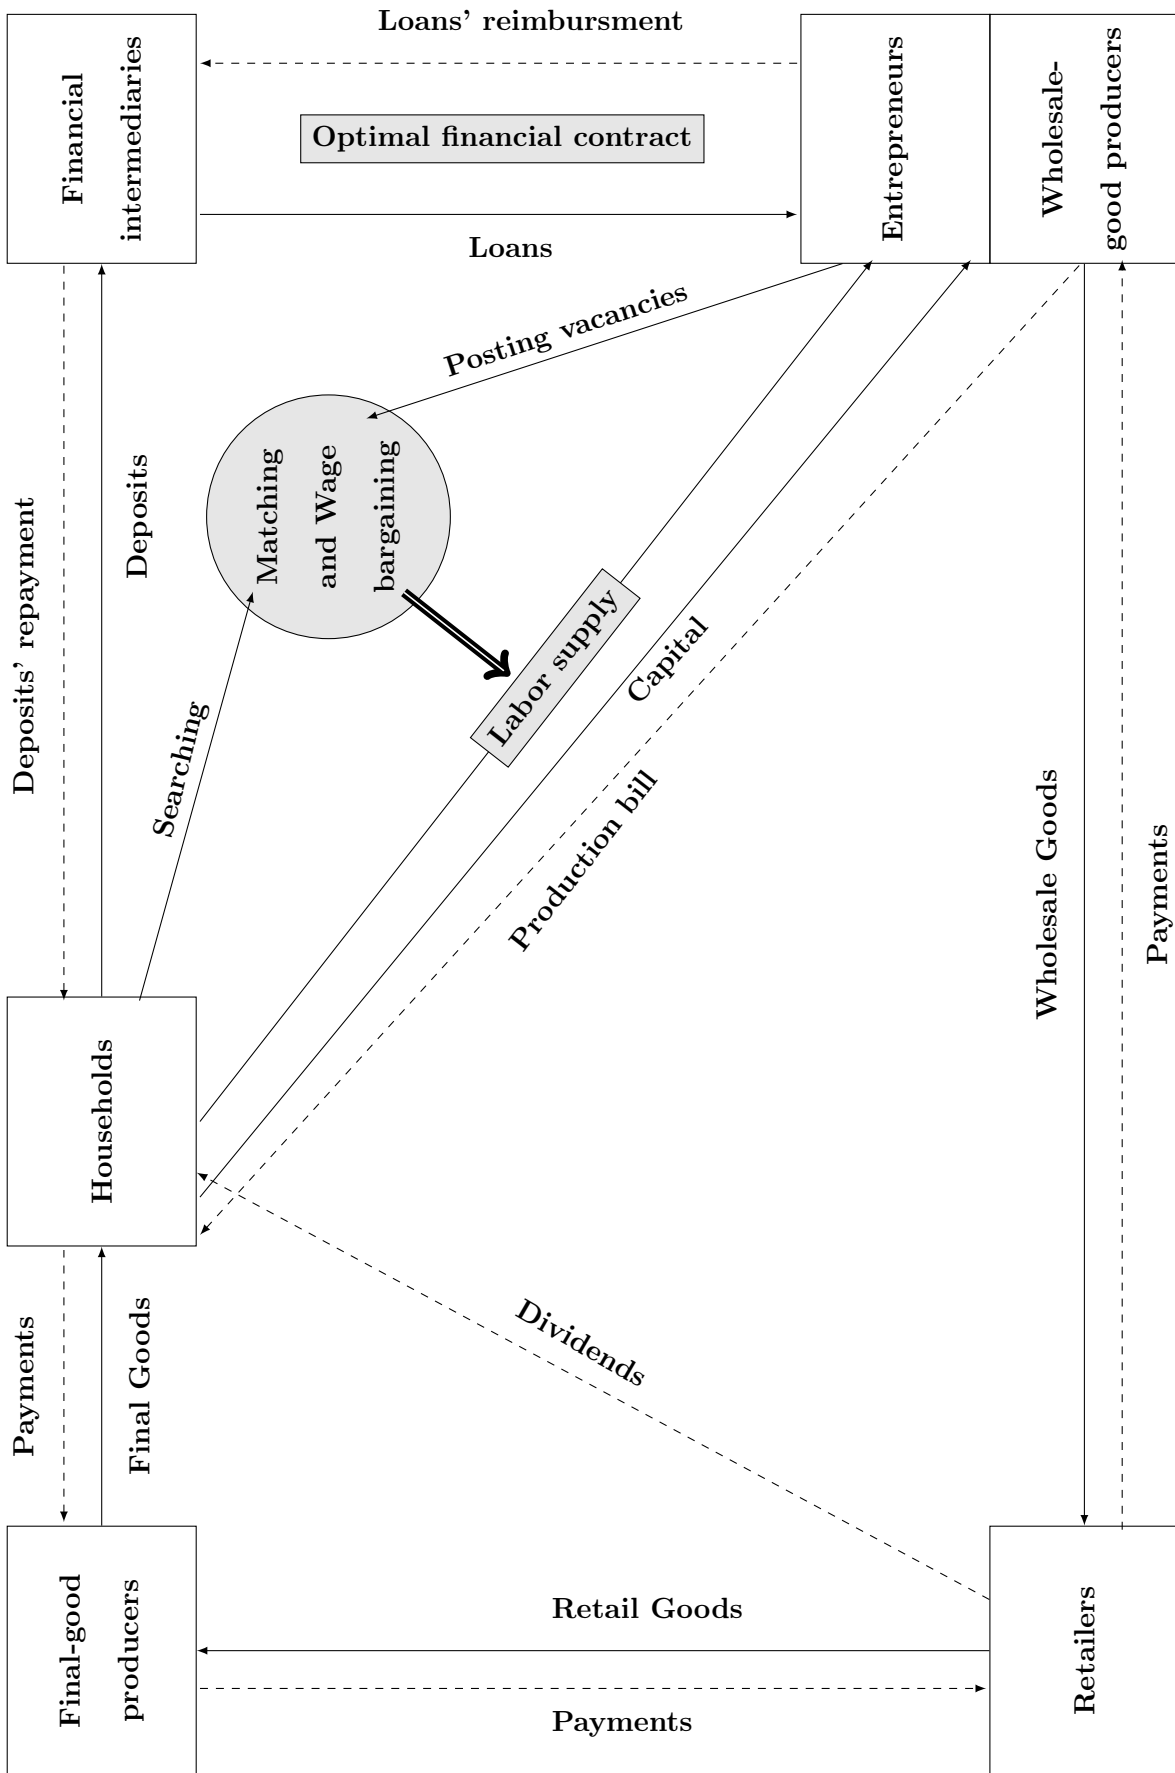 Loans' reimbursment
Financial
intermediaries
Optimal financial contract
Entrepreneurs
Wholesale-
good producers
Loans
Posting vacancies
Deposits' repayment
Deposits
Matching
and Wage
bargaining
Searching
Labor supply
Capital
Production bill
Wholesale Goods
Payments
Households
Payments
Final Goods
Dividends
Final-good
producers
Retail Goods
Payments
Retailers